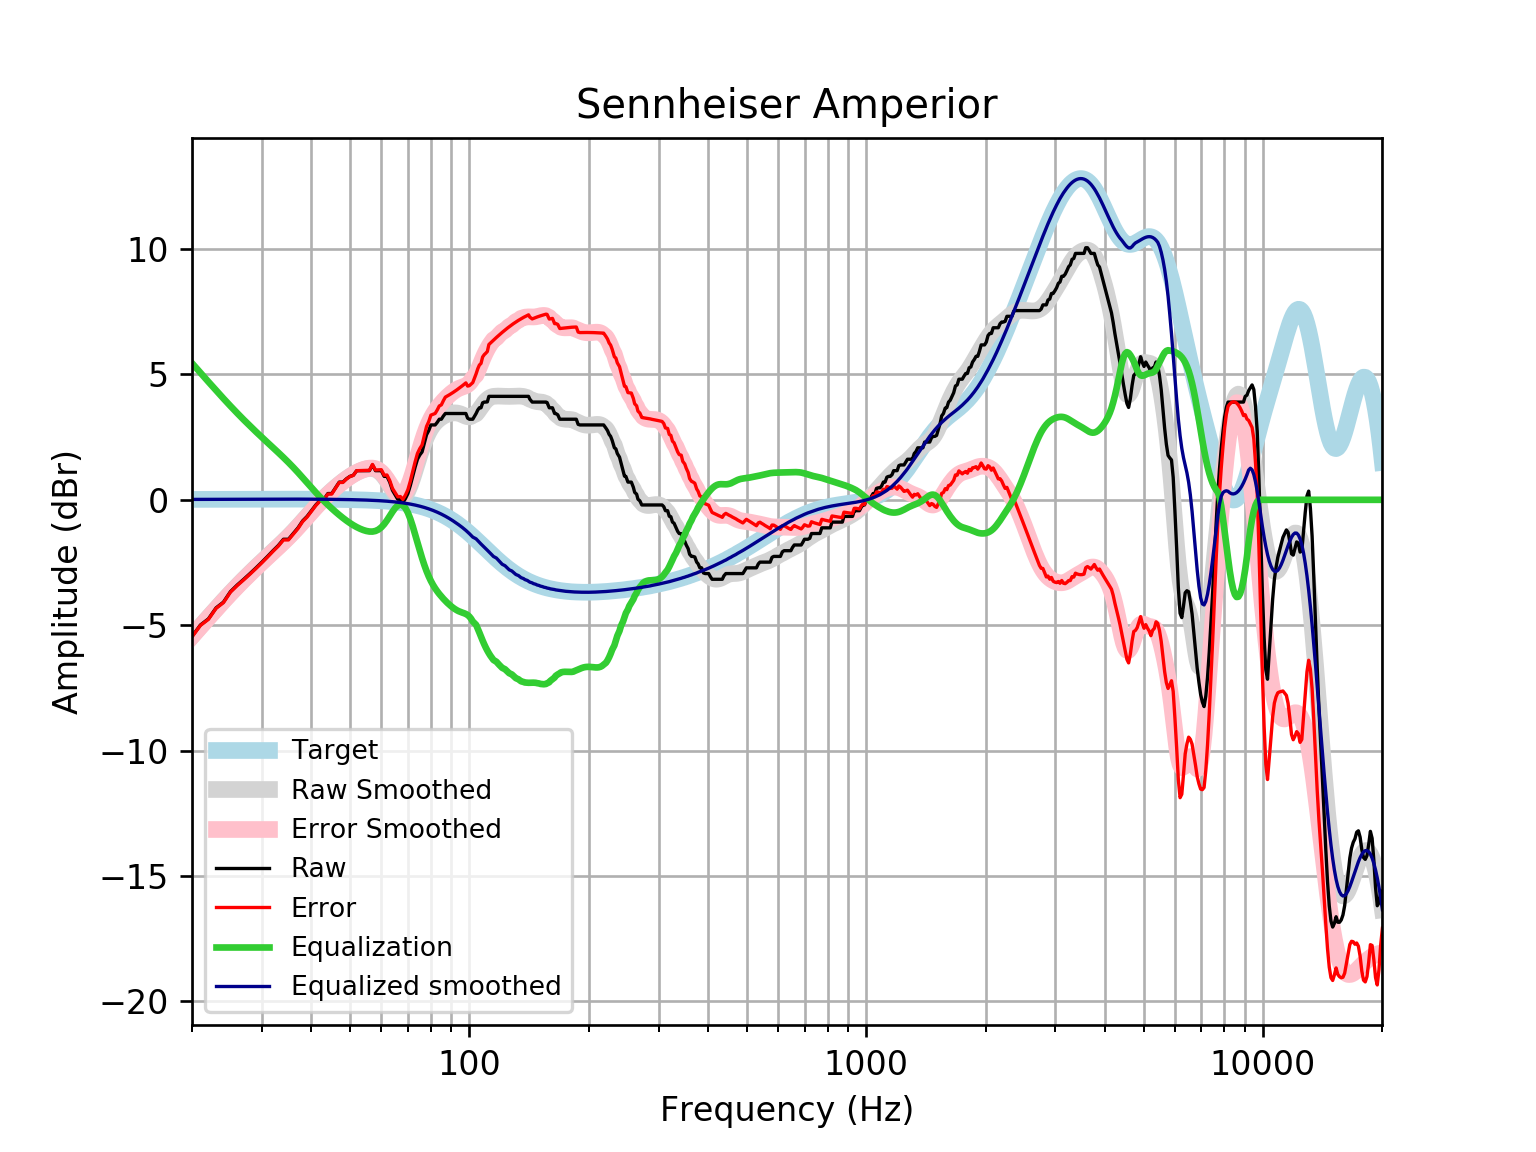 Sennheiser Amperior
Amplitude (dBr)
10
5
0
−5
−10
−15
−20
Target
Raw Smoothed
Error Smoothed
Raw
Error
Equalization
Equalized smoothed
100 1000 10000
Frequency (Hz)